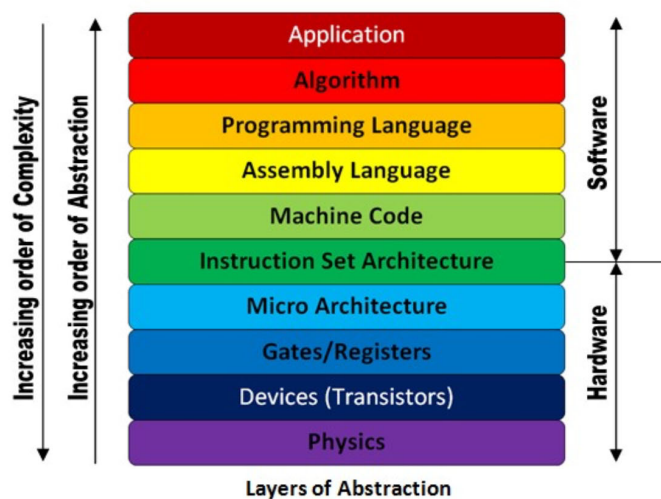 Increasing order of Complexity
Increasing order of Abstraction
Application
Algorithm
Programming Language
Assembly Language
Machine Code
Instruction Set Architecture
Micro Architecture
Gates/Registers
Devices (Transistors)
Physics
Software
Hardware
Layers of Abstraction